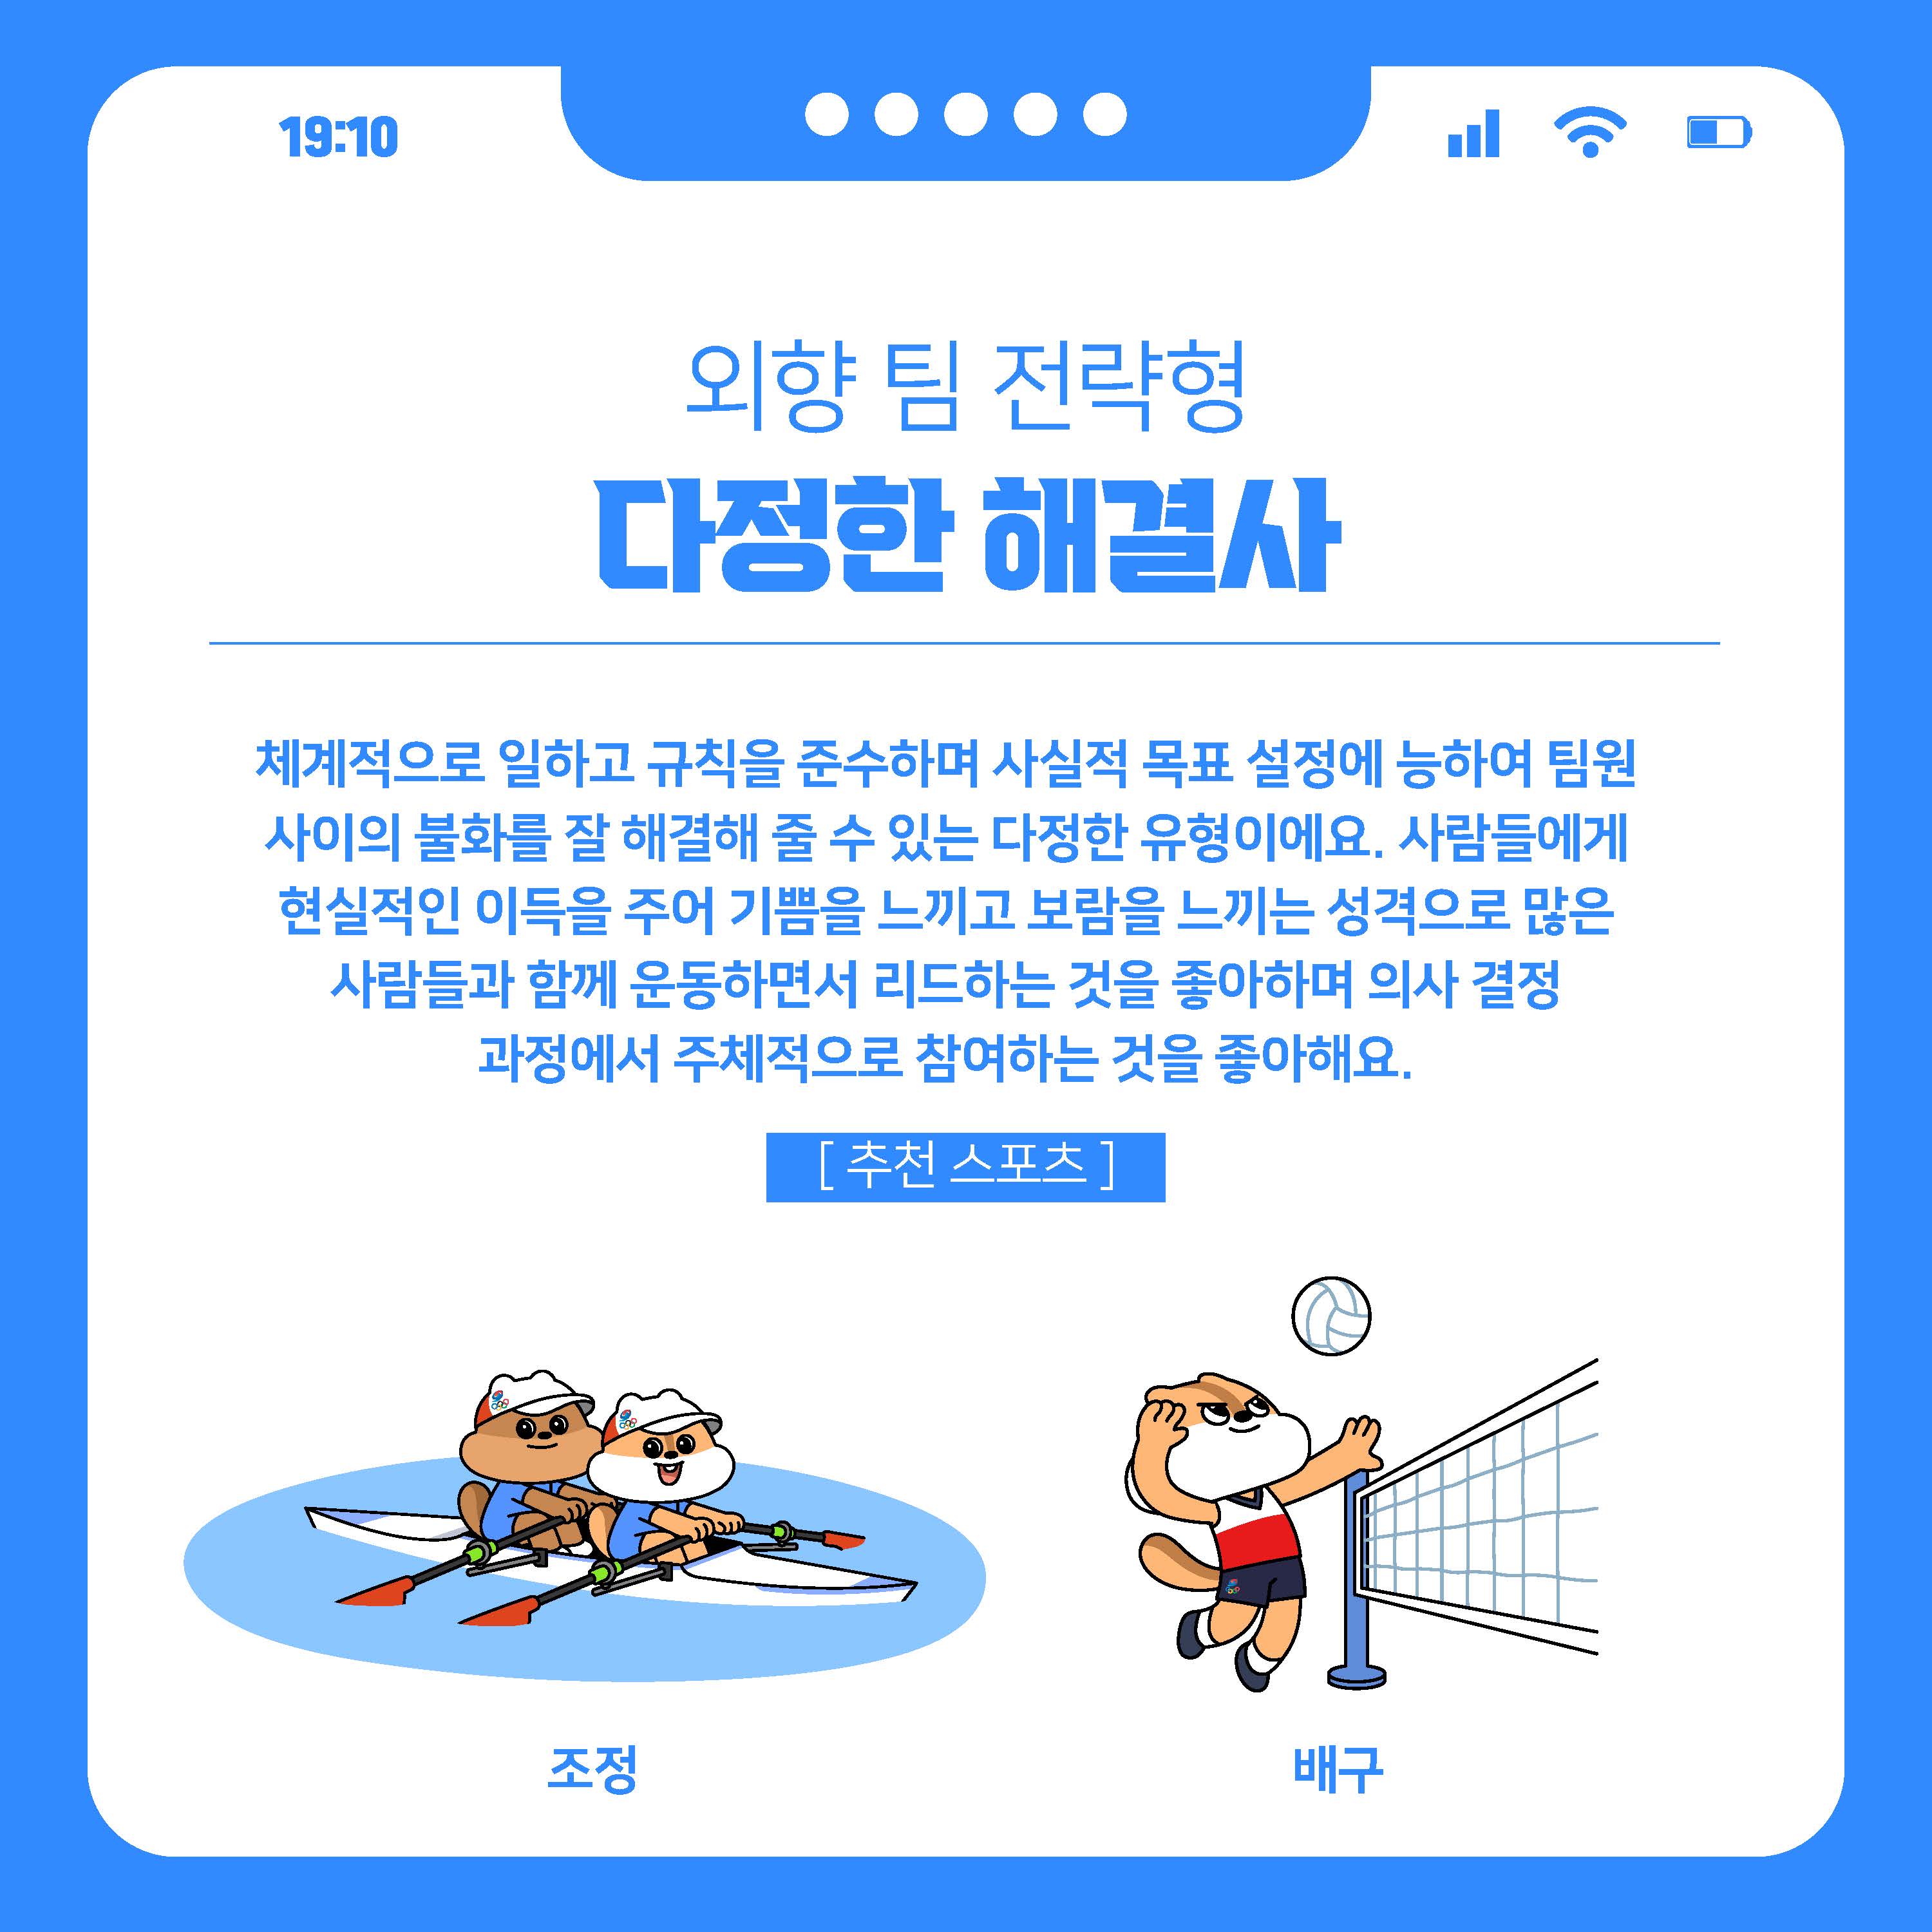 19:10
외향 팀 전략형
다정한 해결사
체계적으로 일하고 규칙을 준수하며 사실적 목표 설정에 능하여 팀원
사이의 불화를 잘 해결해 줄 수 있는 다정한 유형이에요. 사람들에게
현실적인 이득을 주어 기쁨을 느끼고 보람을 느끼는 성격으로 많은
사람들과 함께 운동하면서 리드하는 것을 좋아하며 의사 결정
과정에서 주체적으로 참여하는 것을 좋아해요.
[ 추천 스포츠 ]
조정
배구